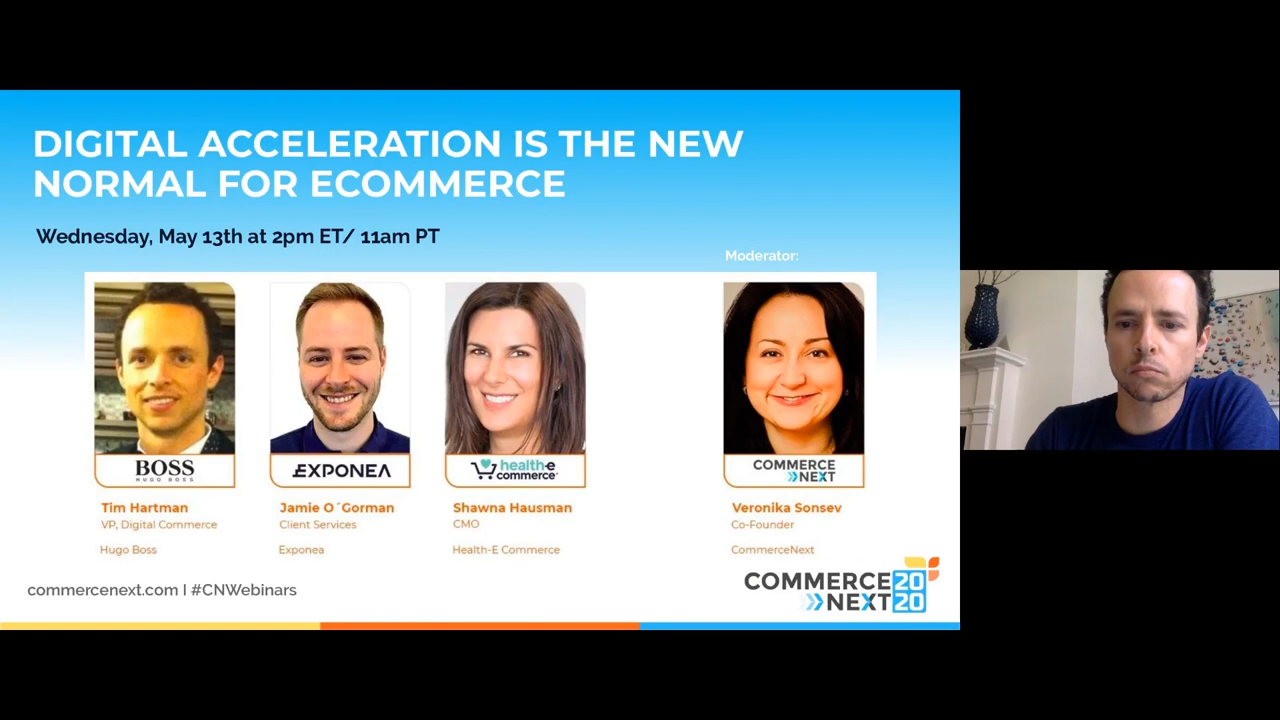 DIGITAL ACCELERATION IS THE NEW
NORMAL FOR ECOMMERCE
Wednesday, May 13th at 2pm ET/ 11am PT
Moderator:
BOSS
HUGO BOSS
EXPONEA
health-e
commerce
COMMERCE
NEXT
Tim Hartman
VP, Digital Commerce
Hugo Boss
Jamie O´Gorman
Client Services
Exponea
Shawna Hausman
CMO
Health-E Commerce
Veronika Sonsev
Co-Founder
CommerceNext
commercenext.com I #CNWebinars
COMMERCE 20
NEXT 20